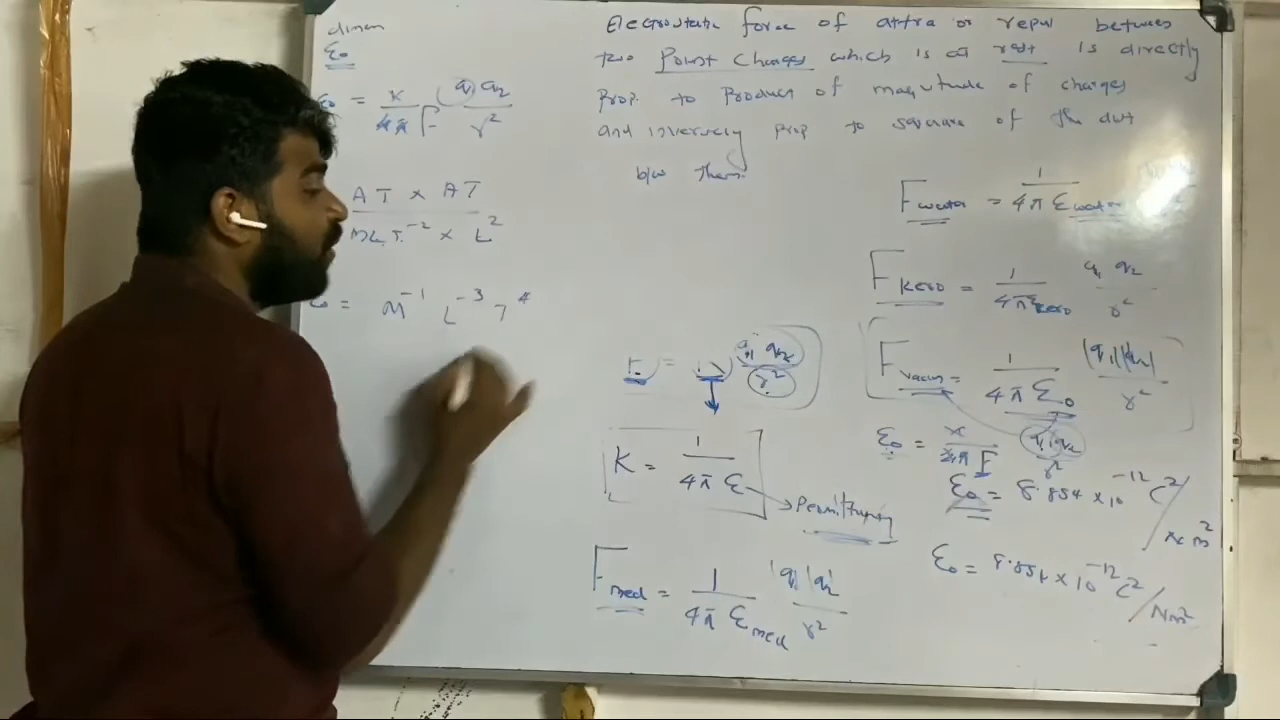 dimen
ε₀
ε₀ = x / 4π F q₁ q₂ / r²
A T × A T
M L T⁻² × L²
ε₀ = M⁻¹ L⁻³ T⁴
Electrostatic force of attra or repul between
two Point Charges which is at rest is directly
prop. to Product of magnitude of charges
and inversely prop to square of the dist
b/w them.
F water = 1 / 4π ε water
F kero = 1 / 4π ε kero q₁ q₂ / r²
F vacuum = 1 / 4π ε₀ |q₁||q₂| / r²
q₁ q₂ / r²
K = 1 / 4π ε → Permittivity
F med = 1 / 4π ε med |q₁| |q₂| / r²
ε₀ = x / 4π F q₁ q₂ / r²
ε₀ = 8.854 × 10⁻¹² C² / N m²
ε₀ = 8.854 × 10⁻¹² C² / N m²